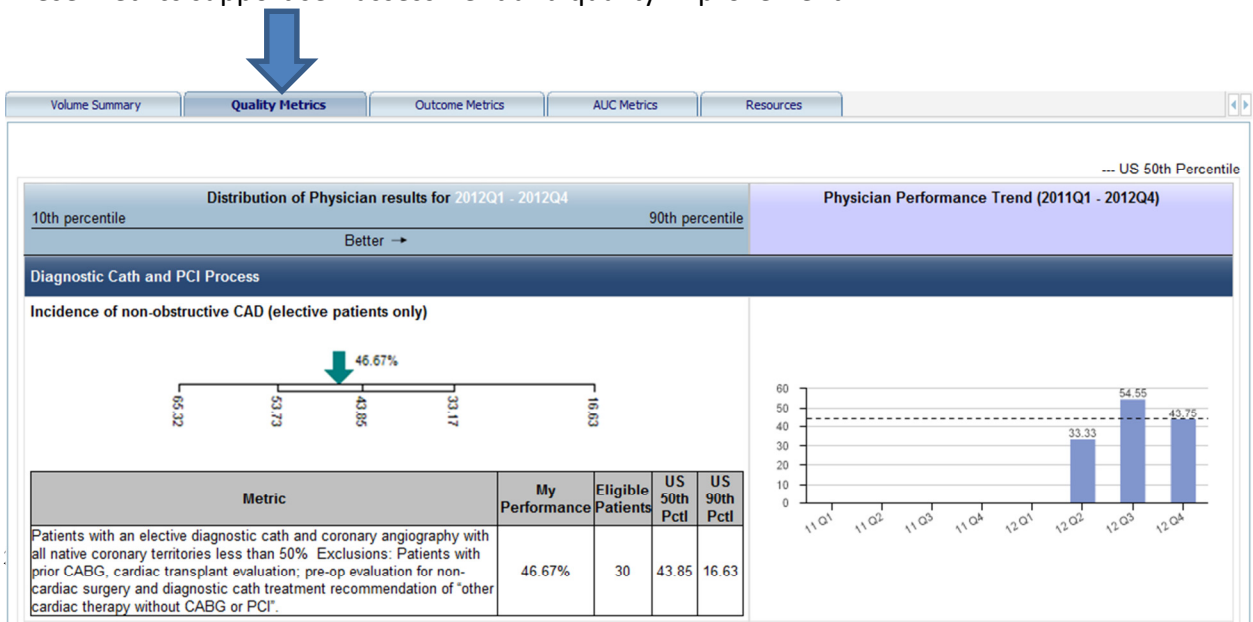 Volume Summary
Quality Metrics
Outcome Metrics
AUC Metrics
Resources
--- US 50th Percentile
Distribution of Physician results for 2012Q1 - 2012Q4
10th percentile
90th percentile
Better →
Physician Performance Trend (2011Q1 - 2012Q4)
Diagnostic Cath and PCI Process
Incidence of non-obstructive CAD (elective patients only)
46.67%
65.32
53.73
43.85
33.17
16.63
Metric
My
Performance
Eligible
Patients
US
50th
Pctl
US
90th
Pctl
Patients with an elective diagnostic cath and coronary angiography with
all native coronary territories less than 50% Exclusions: Patients with
prior CABG, cardiac transplant evaluation; pre-op evaluation for non-
cardiac surgery and diagnostic cath treatment recommendation of "other
cardiac therapy without CABG or PCI".
46.67%
30
43.85
16.63
60
50
40
30
20
10
0
33.33
54.55
43.75
11 Q1
11 Q2
11 Q3
11 Q4
12 Q1
12 Q2
12 Q3
12 Q4